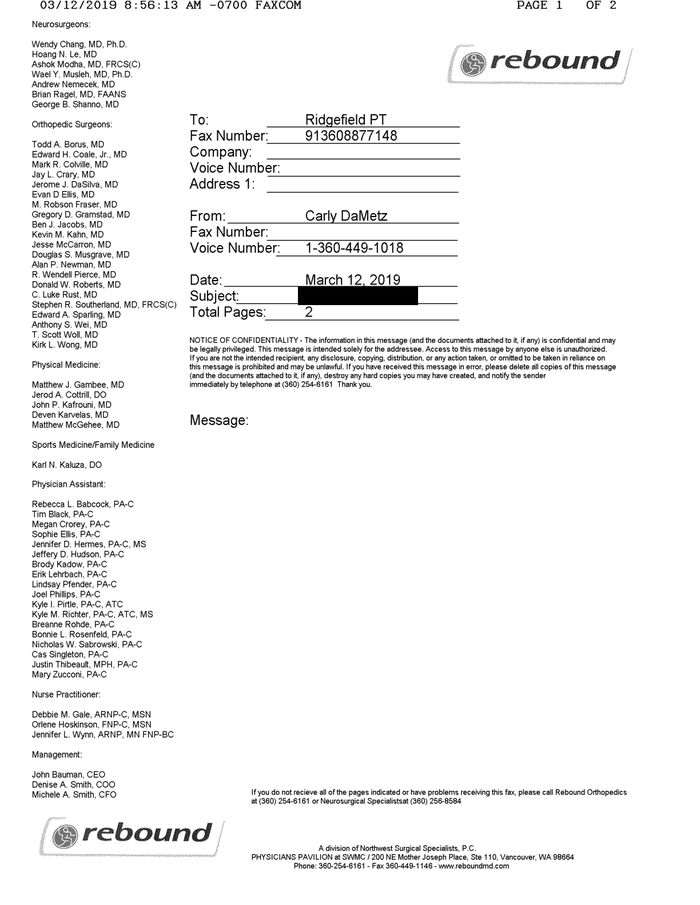 03/12/2019 8:56:13 AM -0700 FAXCOM PAGE 1 OF 2
Neurosurgeons:
Wendy Chang, MD, Ph.D.
Hoang N. Le, MD
Ashok Modha, MD, FRCS(C)
Wael Y. Musleh, MD, Ph.D.
Andrew Nemecek, MD
Brian Ragel, MD, FAANS
George B. Shanno, MD
Orthopedic Surgeons:
Todd A. Borus, MD
Edward H. Coale, Jr., MD
Mark R. Colville, MD
Jay L. Crary, MD
Jerome J. DaSilva, MD
Evan D Ellis, MD
M. Robson Fraser, MD
Gregory D. Gramstad, MD
Ben J. Jacobs, MD
Kevin M. Kahn, MD
Jesse McCarron, MD
Douglas S. Musgrave, MD
Alan P. Newman, MD
R. Wendell Pierce, MD
Donald W. Roberts, MD
C. Luke Rust, MD
Stephen R. Southerland, MD, FRCS(C)
Edward A. Sparling, MD
Anthony S. Wei, MD
T. Scott Woll, MD
Kirk L. Wong, MD
Physical Medicine:
Matthew J. Gambee, MD
Jerod A. Cottrill, DO
John P. Kafrouni, MD
Deven Karvelas, MD
Matthew McGehee, MD
Sports Medicine/Family Medicine
Karl N. Kaluza, DO
Physician Assistant:
Rebecca L. Babcock, PA-C
Tim Black, PA-C
Megan Crorey, PA-C
Sophie Ellis, PA-C
Jennifer D. Hermes, PA-C, MS
Jeffery D. Hudson, PA-C
Brody Kadow, PA-C
Erik Lehrbach, PA-C
Lindsay Pfender, PA-C
Joel Phillips, PA-C
Kyle I. Pirtle, PA-C, ATC
Kyle M. Richter, PA-C, ATC, MS
Breanne Rohde, PA-C
Bonnie L. Rosenfeld, PA-C
Nicholas W. Sabrowski, PA-C
Cas Singleton, PA-C
Justin Thibeault, MPH, PA-C
Mary Zucconi, PA-C
Nurse Practitioner:
Debbie M. Gale, ARNP-C, MSN
Orlene Hoskinson, FNP-C, MSN
Jennifer L. Wynn, ARNP, MN FNP-BC
Management:
John Bauman, CEO
Denise A. Smith, COO
Michele A. Smith, CFO
rebound
rebound
To: Ridgefield PT
Fax Number: 913608877148
Company:
Voice Number:
Address 1:
From: Carly DaMetz
Fax Number:
Voice Number: 1-360-449-1018
Date: March 12, 2019
Subject:
Total Pages: 2
NOTICE OF CONFIDENTIALITY - The information in this message (and the documents attached to it, if any) is confidential and may
be legally privileged. This message is intended solely for the addressee. Access to this message by anyone else is unauthorized.
If you are not the intended recipient, any disclosure, copying, distribution, or any action taken, or omitted to be taken in reliance on
this message is prohibited and may be unlawful. If you have received this message in error, please delete all copies of this message
(and the documents attached to it, if any), destroy any hard copies you may have created, and notify the sender
immediately by telephone at (360) 254-6161 Thank you.
Message:
If you do not recieve all of the pages indicated or have problems receiving this fax, please call Rebound Orthopedics
at (360) 254-6161 or Neurosurgical Specialistsat (360) 256-8584
A division of Northwest Surgical Specialists, P.C.
PHYSICIANS PAVILION at SWMC / 200 NE Mother Joseph Place, Ste 110, Vancouver, WA 98664
Phone: 360-254-6161 - Fax 360-449-1146 - www.reboundmd.com